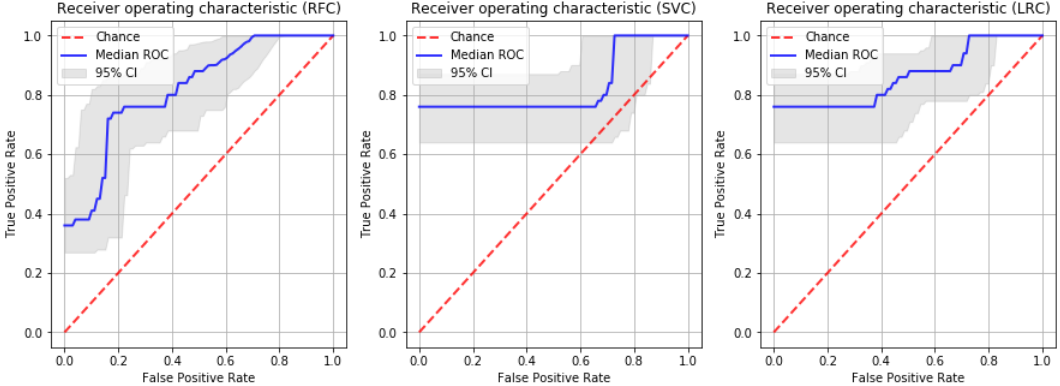 Receiver operating characteristic (RFC)
Chance
Median ROC
95% CI
1.0
0.8
0.6
0.4
0.2
0.0
True Positive Rate
0.0 0.2 0.4 0.6 0.8 1.0
False Positive Rate
Receiver operating characteristic (SVC)
Chance
Median ROC
95% CI
1.0
0.8
0.6
0.4
0.2
0.0
True Positive Rate
0.0 0.2 0.4 0.6 0.8 1.0
False Positive Rate
Receiver operating characteristic (LRC)
Chance
Median ROC
95% CI
1.0
0.8
0.6
0.4
0.2
0.0
True Positive Rate
0.0 0.2 0.4 0.6 0.8 1.0
False Positive Rate